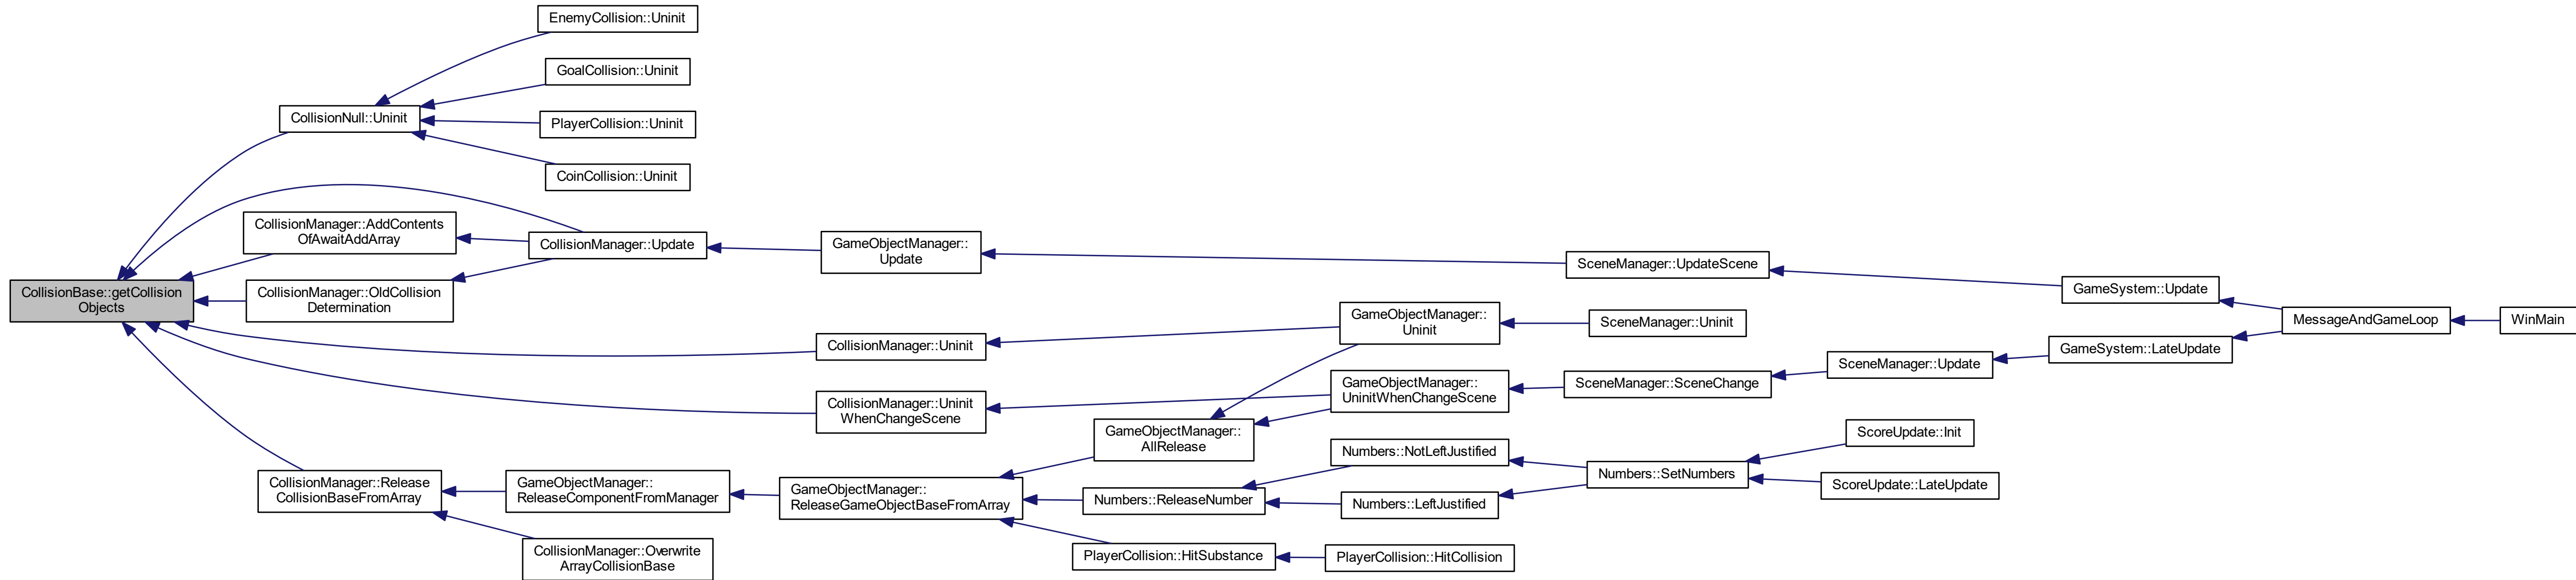 EnemyCollision::Uninit
GoalCollision::Uninit
CollisionNull::Uninit
PlayerCollision::Uninit
CoinCollision::Uninit
CollisionManager::AddContents
OfAwaitAddArray
CollisionManager::Update
GameObjectManager::
Update
SceneManager::UpdateScene
GameSystem::Update
CollisionBase::getCollision
Objects
CollisionManager::OldCollision
Determination
GameObjectManager::
Uninit
SceneManager::Uninit
MessageAndGameLoop
WinMain
CollisionManager::Uninit
GameSystem::LateUpdate
SceneManager::Update
CollisionManager::Uninit
WhenChangeScene
GameObjectManager::
UninitWhenChangeScene
SceneManager::SceneChange
GameObjectManager::
AllRelease
ScoreUpdate::Init
Numbers::NotLeftJustified
Numbers::SetNumbers
ScoreUpdate::LateUpdate
CollisionManager::Release
CollisionBaseFromArray
GameObjectManager::
ReleaseComponentFromManager
GameObjectManager::
ReleaseGameObjectBaseFromArray
Numbers::ReleaseNumber
Numbers::LeftJustified
CollisionManager::Overwrite
ArrayCollisionBase
PlayerCollision::HitSubstance
PlayerCollision::HitCollision